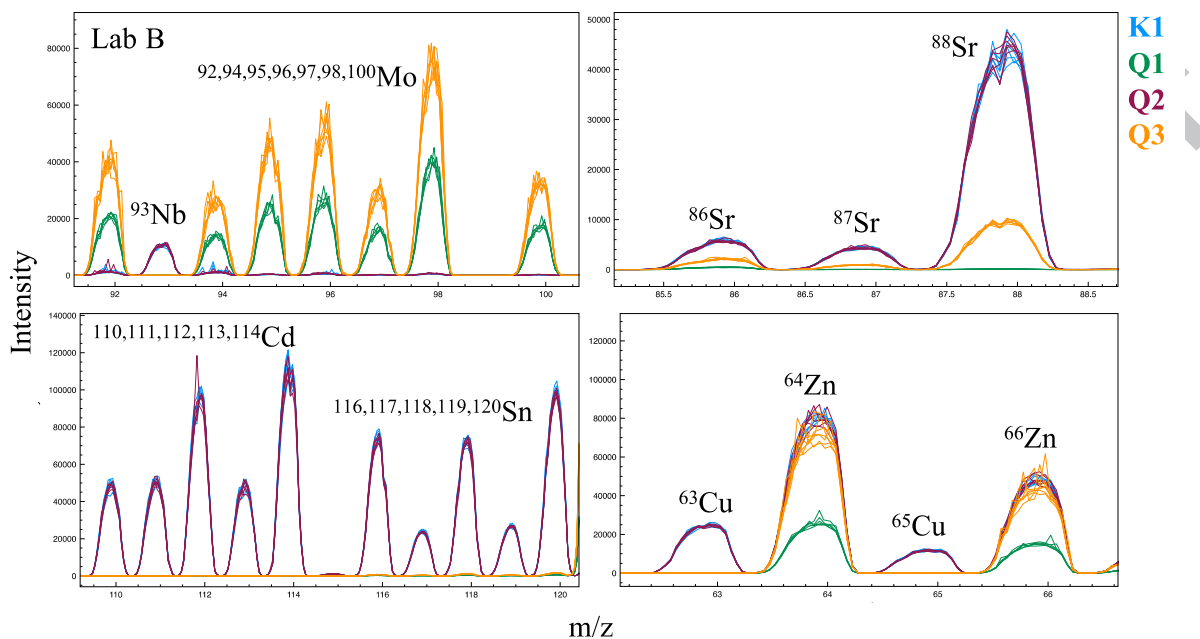 Lab B
92,94,95,96,97,98,100Mo
93Nb
80000
60000
40000
20000
0
92 94 96 98 100
88Sr
86Sr
87Sr
50000
40000
30000
20000
10000
0
85.5 86 86.5 87 87.5 88 88.5
K1
Q1
Q2
Q3
Intensity
110,111,112,113,114Cd
116,117,118,119,120Sn
140000
120000
100000
80000
60000
40000
20000
0
110 112 114 116 118 120
64Zn
66Zn
63Cu
65Cu
120000
100000
80000
60000
40000
20000
0
63 64 65 66
m/z